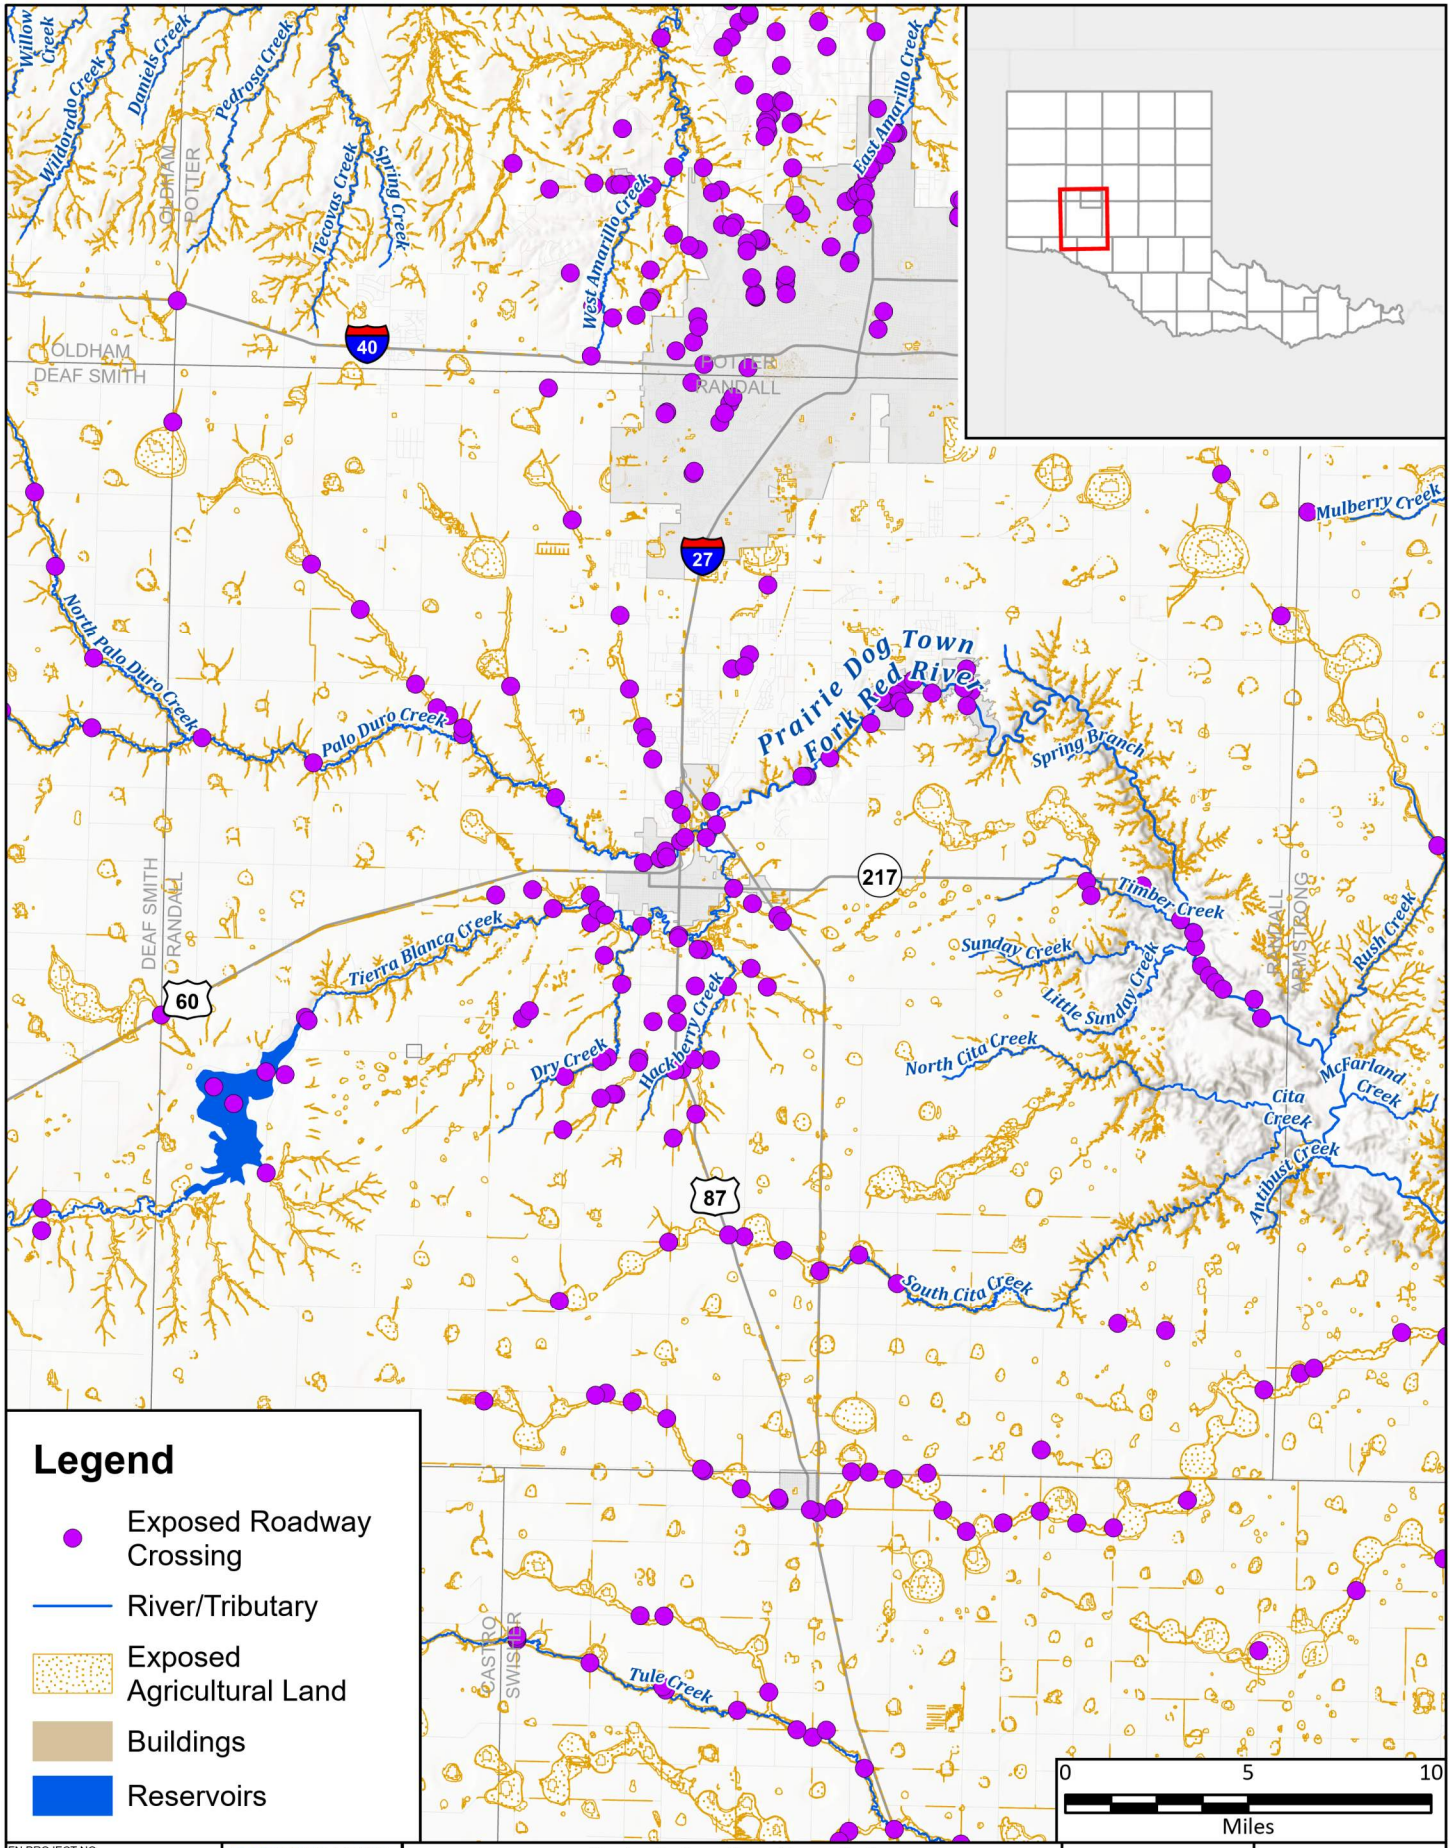 Willow
Creek
Wildorado Creek
Daniels Creek
Pedrosa Creek
Tecovas Creek
Spring Creek
West Amarillo Creek
East Amarillo Creek
OLDHAM
POTTER
40
OLDHAM
DEAF SMITH
POTTER
RANDALL
27
Mulberry Creek
North Palo Duro Creek
Palo Duro Creek
Prairie Dog Town
Fork Red River
Spring Branch
217
Timber Creek
Sunday Creek
Little Sunday Creek
RANDALL
ARMSTRONG
Rush Creek
DEAF SMITH
RANDALL
Tierra Blanca Creek
60
Dry Creek
Hackberry Creek
North Cita Creek
McFarland
Creek
Cita
Creek
Antibust Creek
87
South Cita Creek
Legend
Exposed Roadway
Crossing
River/Tributary
Exposed
Agricultural Land
Buildings
Reservoirs
CASTRO
SWISHER
Tule Creek
0 5 10
Miles